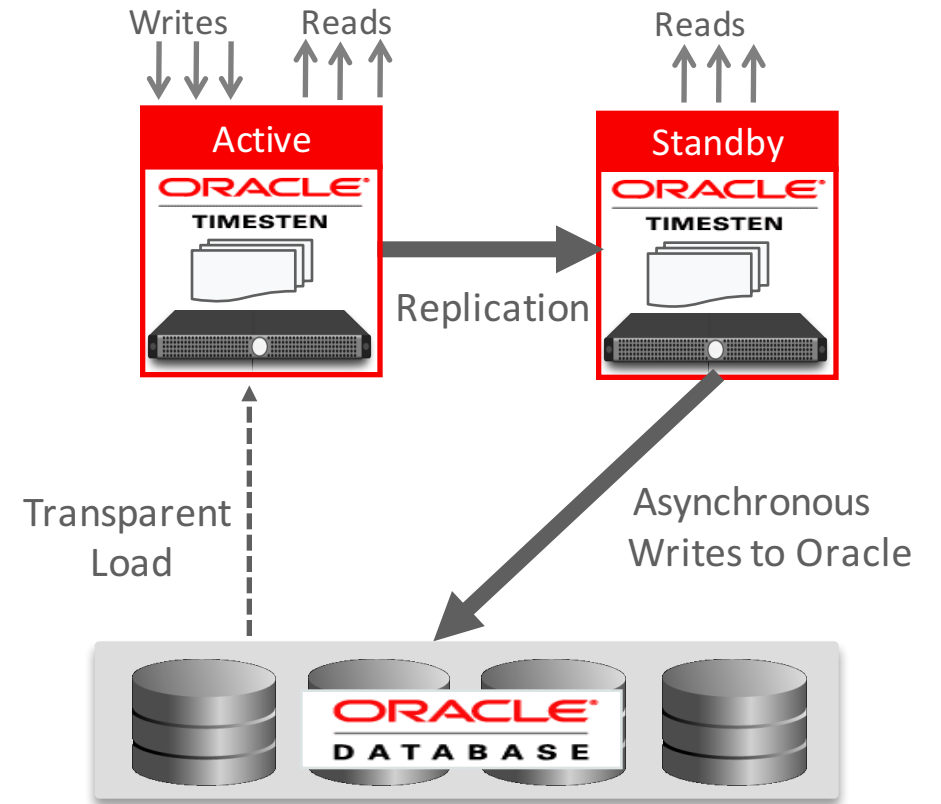 Writes
Reads
Reads
Active
Standby
ORACLE®
TIMESTEN
ORACLE®
TIMESTEN
Replication
Transparent
Load
Asynchronous
Writes to Oracle
ORACLE®
DATABASE